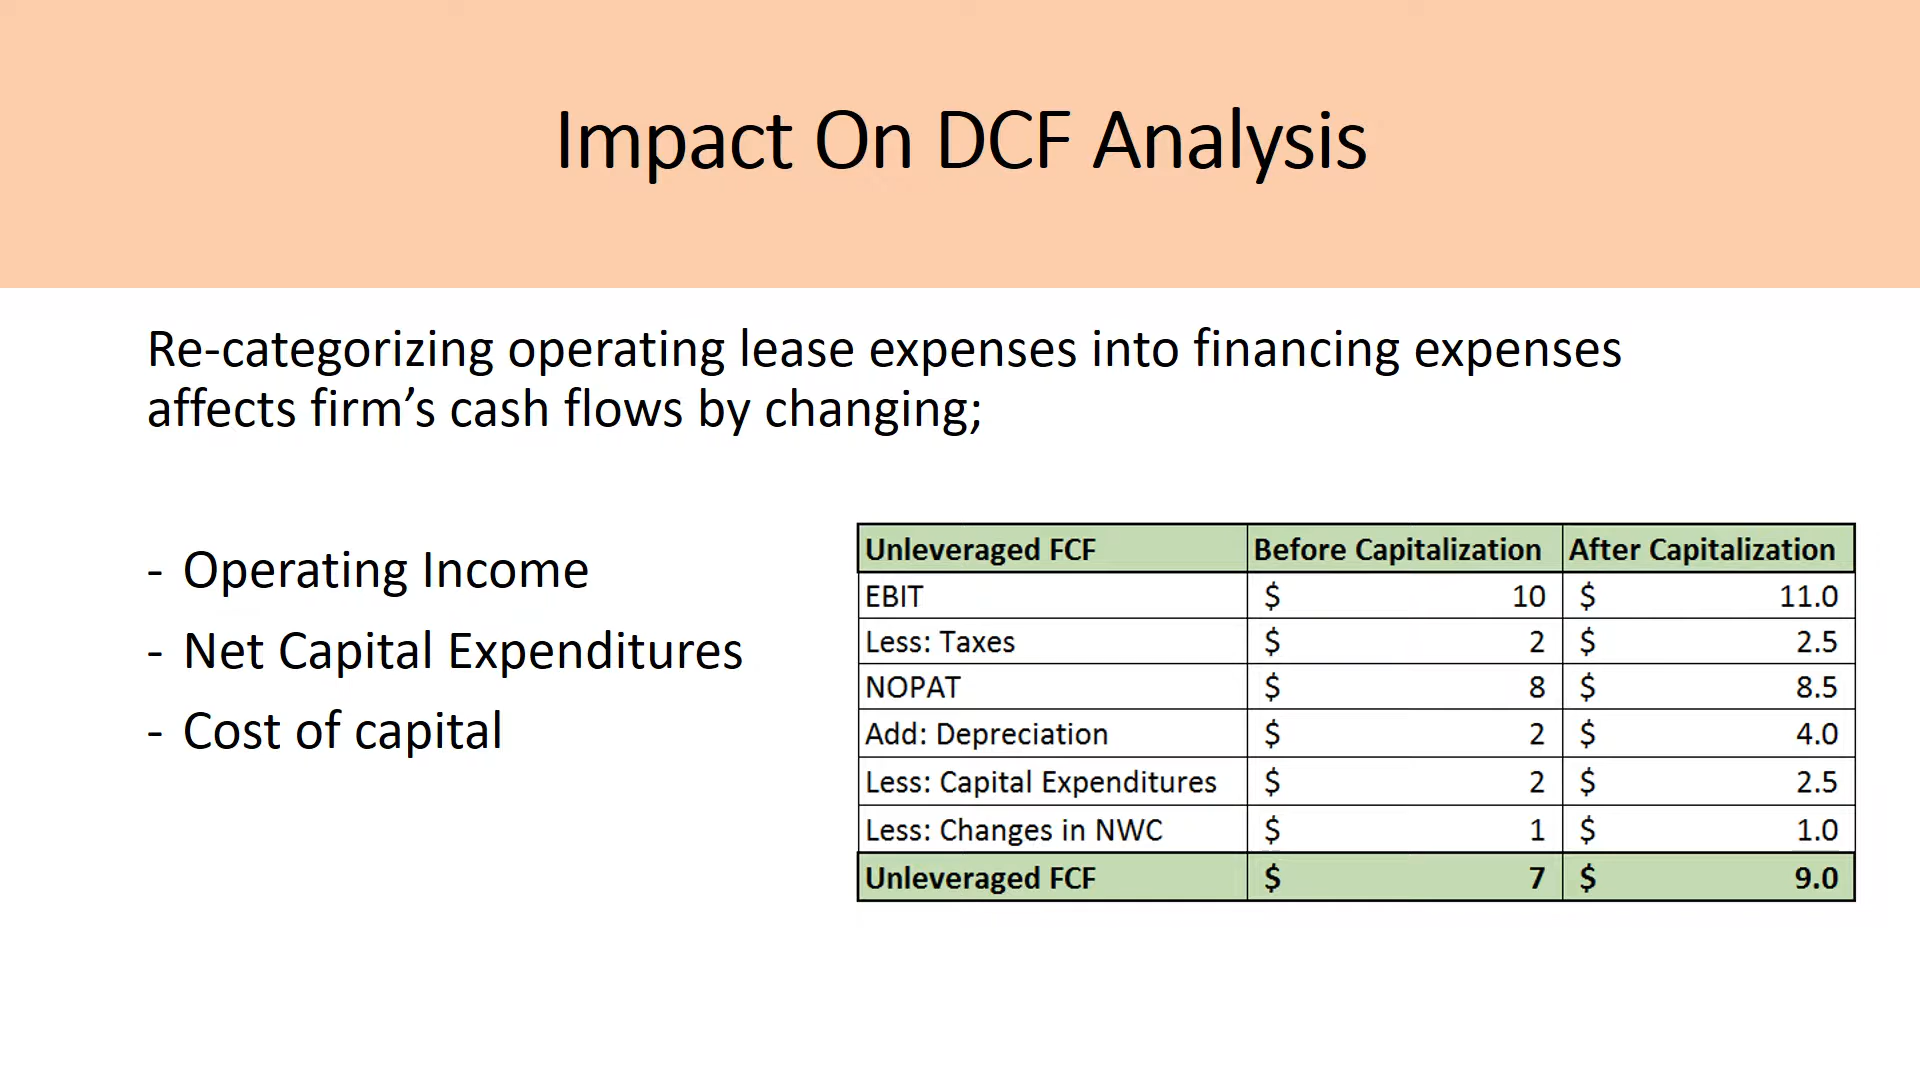 Impact On DCF Analysis
Re-categorizing operating lease expenses into financing expenses
affects firm’s cash flows by changing;
- Operating Income
- Net Capital Expenditures
- Cost of capital
Unleveraged FCF Before Capitalization After Capitalization
EBIT $ 10 $ 11.0
Less: Taxes $ 2 $ 2.5
NOPAT $ 8 $ 8.5
Add: Depreciation $ 2 $ 4.0
Less: Capital Expenditures $ 2 $ 2.5
Less: Changes in NWC $ 1 $ 1.0
Unleveraged FCF $ 7 $ 9.0